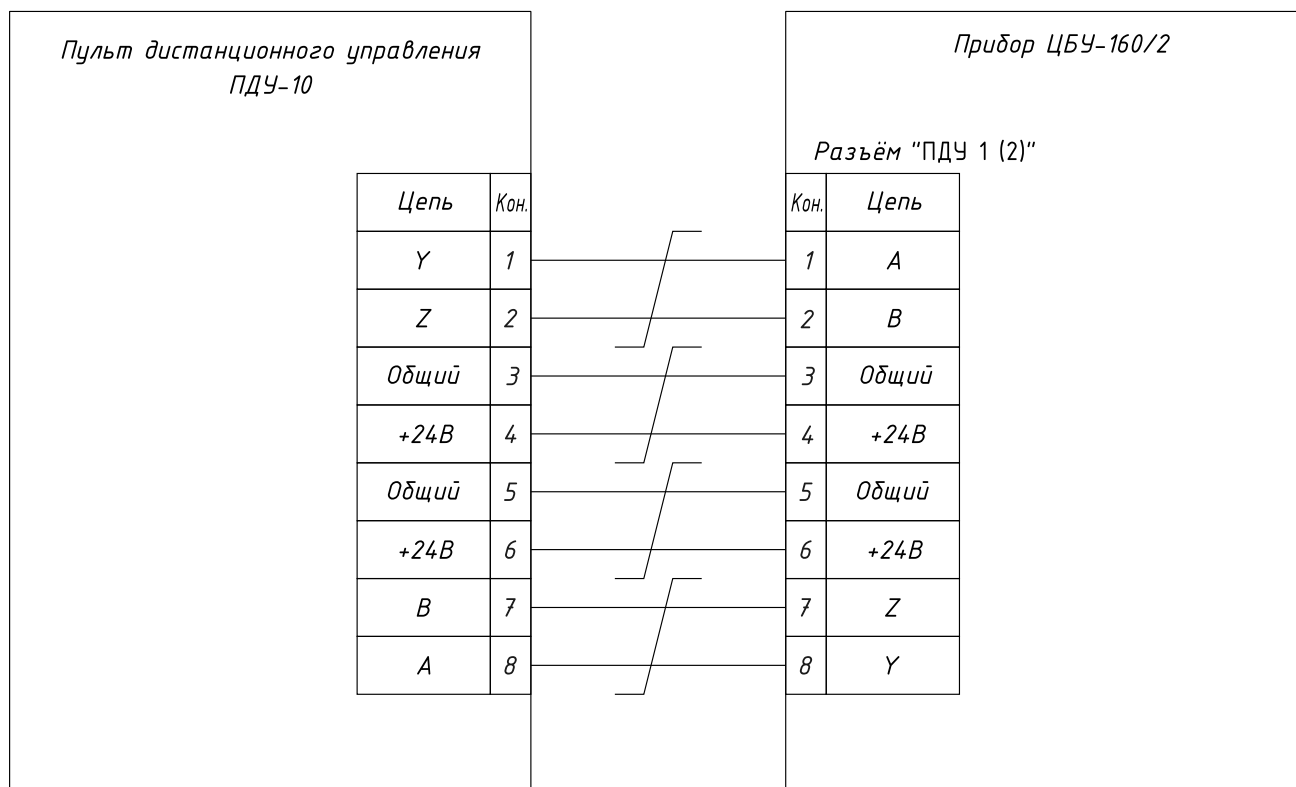 Пульт дистанционного управления
ПДУ-10
Прибор ЦБУ-160/2
Разъём "ПДУ 1 (2)"
Цепь Кон. Кон. Цепь
Y 1 1 A
Z 2 2 B
Общий 3 3 Общий
+24В 4 4 +24В
Общий 5 5 Общий
+24В 6 6 +24В
B 7 7 Z
A 8 8 Y